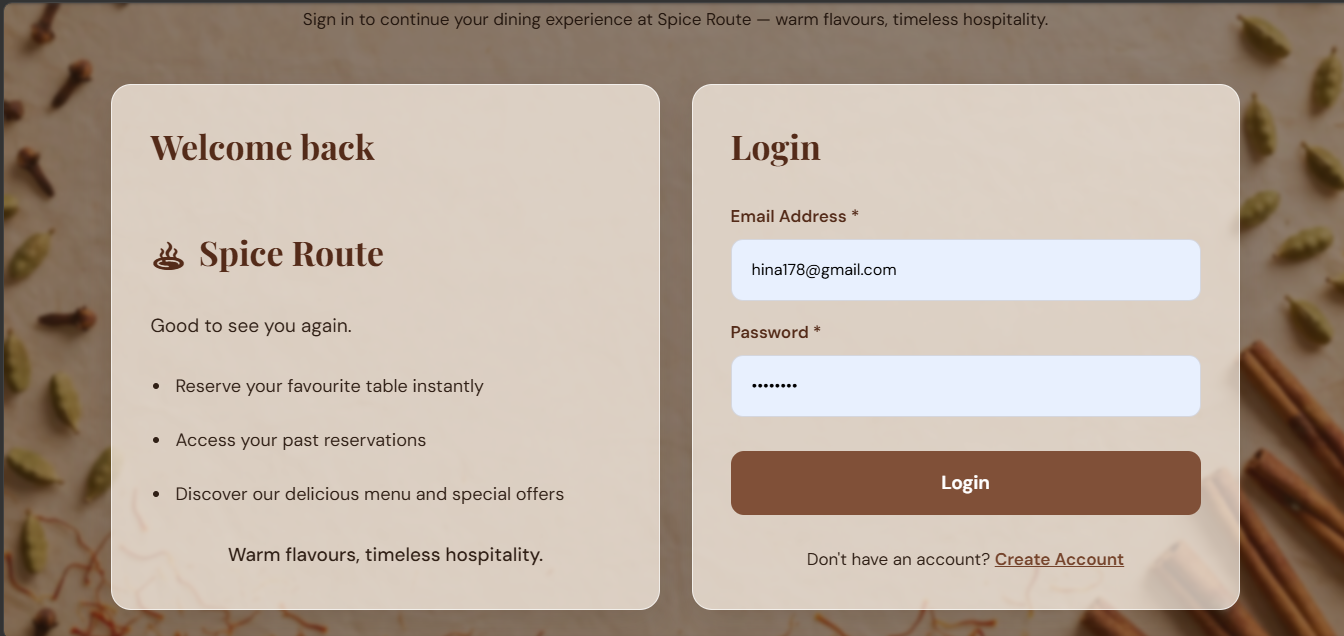 Sign in to continue your dining experience at Spice Route — warm flavours, timeless hospitality.
Welcome back
Spice Route
Good to see you again.
• Reserve your favourite table instantly
• Access your past reservations
• Discover our delicious menu and special offers
Warm flavours, timeless hospitality.
Login
Email Address *
hina178@gmail.com
Password *
••••••••
Login
Don't have an account? Create Account